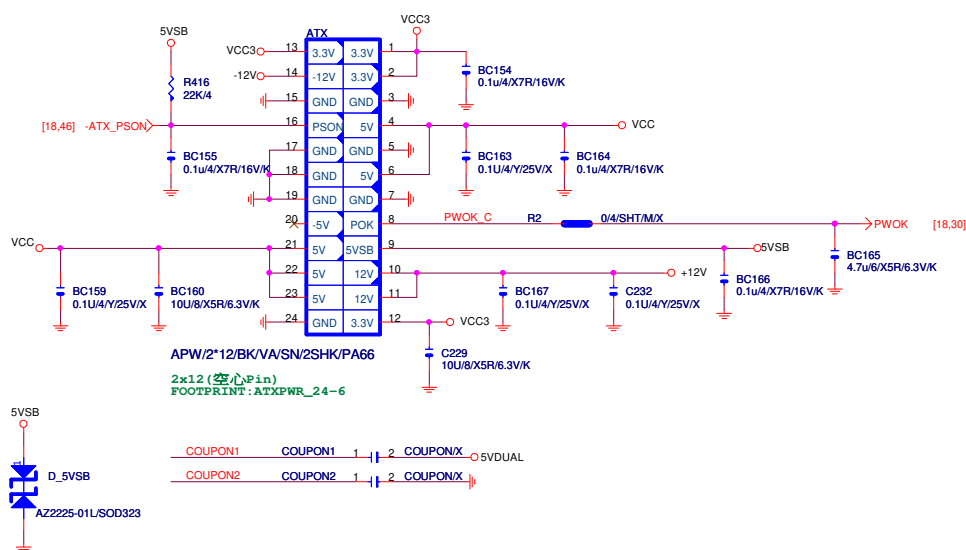 VCC3
5VSB
ATX
VCC3 13 3.3V 3.3V 1
-12V 14 -12V 3.3V 2
BC154
0.1u/4/X7R/16V/K
R416
22K/4
15 GND GND 3
[18,46] -ATX_PSON 16 PSON 5V 4 VCC
BC155
0.1u/4/X7R/16V/K
17 GND GND 5
BC163
0.1U/4/Y/25V/X
BC164
0.1u/4/X7R/16V/K
18 GND 5V 6
19 GND GND 7
20 -5V POK 8 PWOK_C R2 0/4/SHT/M/X PWOK [18,30]
VCC 21 5V 5VSB 9 5VSB
BC165
4.7u/6/X5R/6.3V/K
22 5V 12V 10 +12V
BC166
0.1u/4/X7R/16V/K
BC159
0.1U/4/Y/25V/X
BC160
10U/8/X5R/6.3V/K
23 5V 12V 11
BC167
0.1U/4/Y/25V/X
C232
0.1U/4/Y/25V/X
24 GND 3.3V 12 VCC3
C229
10U/8/X5R/6.3V/K
APW/2*12/BK/VA/SN/2SHK/PA66
2x12(空心Pin)
FOOTPRINT:ATXPWR_24-6
5VSB
1
D_5VSB
AZ2225-01L/SOD323
COUPON1 COUPON1 1 2 COUPON/X 5VDUAL
COUPON2 COUPON2 1 2 COUPON/X